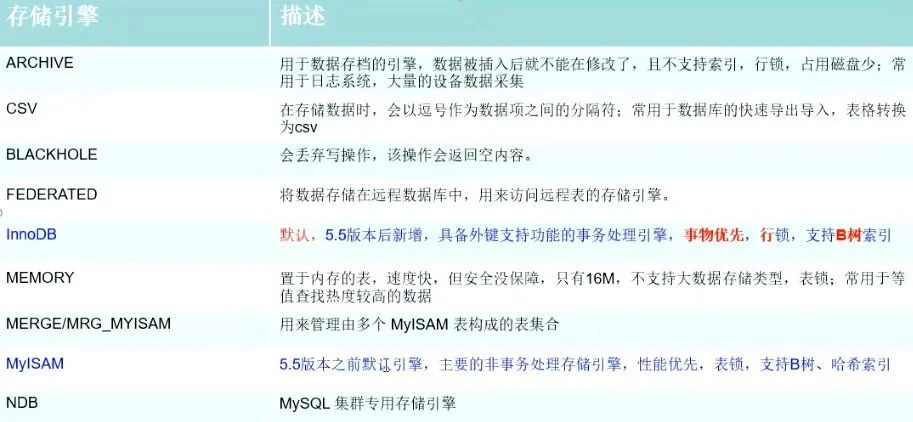 存储引擎 描述
ARCHIVE 用于数据存档的引擎，数据被插入后就不能在修改了，且不支持索引，行锁，占用磁盘少；常
用于日志系统，大量的设备数据采集
CSV 在存储数据时，会以逗号作为数据项之间的分隔符；常用于数据库的快速导出导入，表格转换
为csv
BLACKHOLE 会丢弃写操作，该操作会返回空内容。
FEDERATED 将数据存储在远程数据库中，用来访问远程表的存储引擎。
InnoDB 默认，5.5版本后新增，具备外键支持功能的事务处理引擎，事物优先，行锁，支持B树索引
MEMORY 置于内存的表，速度快，但安全没保障，只有16M，不支持大数据存储类型，表锁；常用于等
值查找热度较高的数据
MERGE/MRG_MYISAM 用来管理由多个 MyISAM 表构成的表集合
MyISAM 5.5版本之前默认引擎，主要的非事务处理存储引擎，性能优先，表锁，支持B树、哈希索引
NDB MySQL 集群专用存储引擎